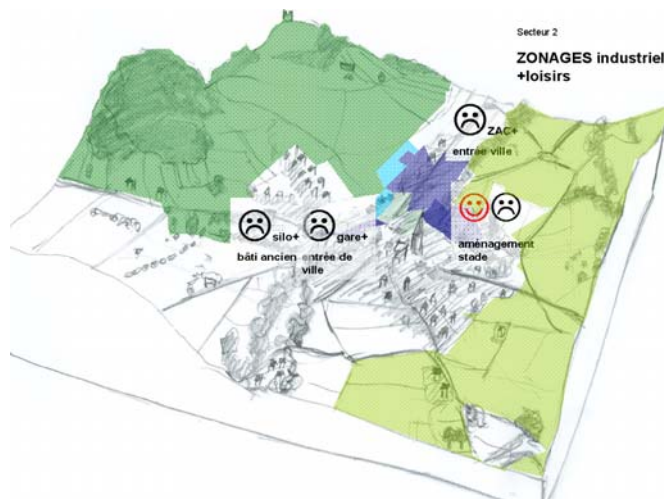 Secteur 2
ZONAGES industriel
+loisirs
ZAC+
entrée ville
silo+
bâti ancien
gare+
entrée de
ville
aménagement
stade